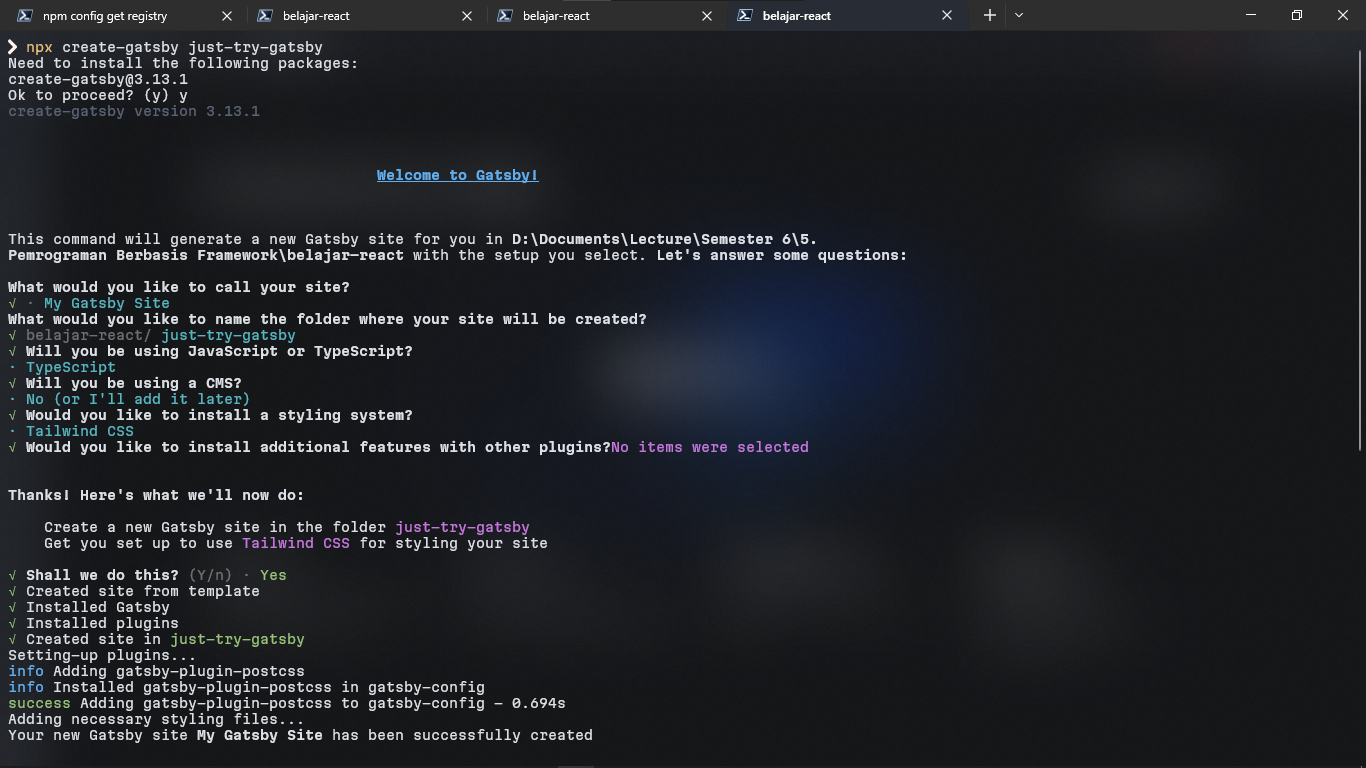 npm config get registry
belajar-react
belajar-react
belajar-react
❯ npx create-gatsby just-try-gatsby
Need to install the following packages:
create-gatsby@3.13.1
Ok to proceed? (y) y
create-gatsby version 3.13.1
Welcome to Gatsby!
This command will generate a new Gatsby site for you in D:\Documents\Lecture\Semester 6\5.
Pemrograman Berbasis Framework\belajar-react with the setup you select. Let's answer some questions:
What would you like to call your site?
√ · My Gatsby Site
What would you like to name the folder where your site will be created?
√ belajar-react/ just-try-gatsby
√ Will you be using JavaScript or TypeScript?
· TypeScript
√ Will you be using a CMS?
· No (or I'll add it later)
√ Would you like to install a styling system?
· Tailwind CSS
√ Would you like to install additional features with other plugins?No items were selected
Thanks! Here's what we'll now do:
Create a new Gatsby site in the folder just-try-gatsby
Get you set up to use Tailwind CSS for styling your site
√ Shall we do this? (Y/n) · Yes
√ Created site from template
√ Installed Gatsby
√ Installed plugins
√ Created site in just-try-gatsby
Setting-up plugins...
info Adding gatsby-plugin-postcss
info Installed gatsby-plugin-postcss in gatsby-config
success Adding gatsby-plugin-postcss to gatsby-config - 0.694s
Adding necessary styling files...
Your new Gatsby site My Gatsby Site has been successfully created